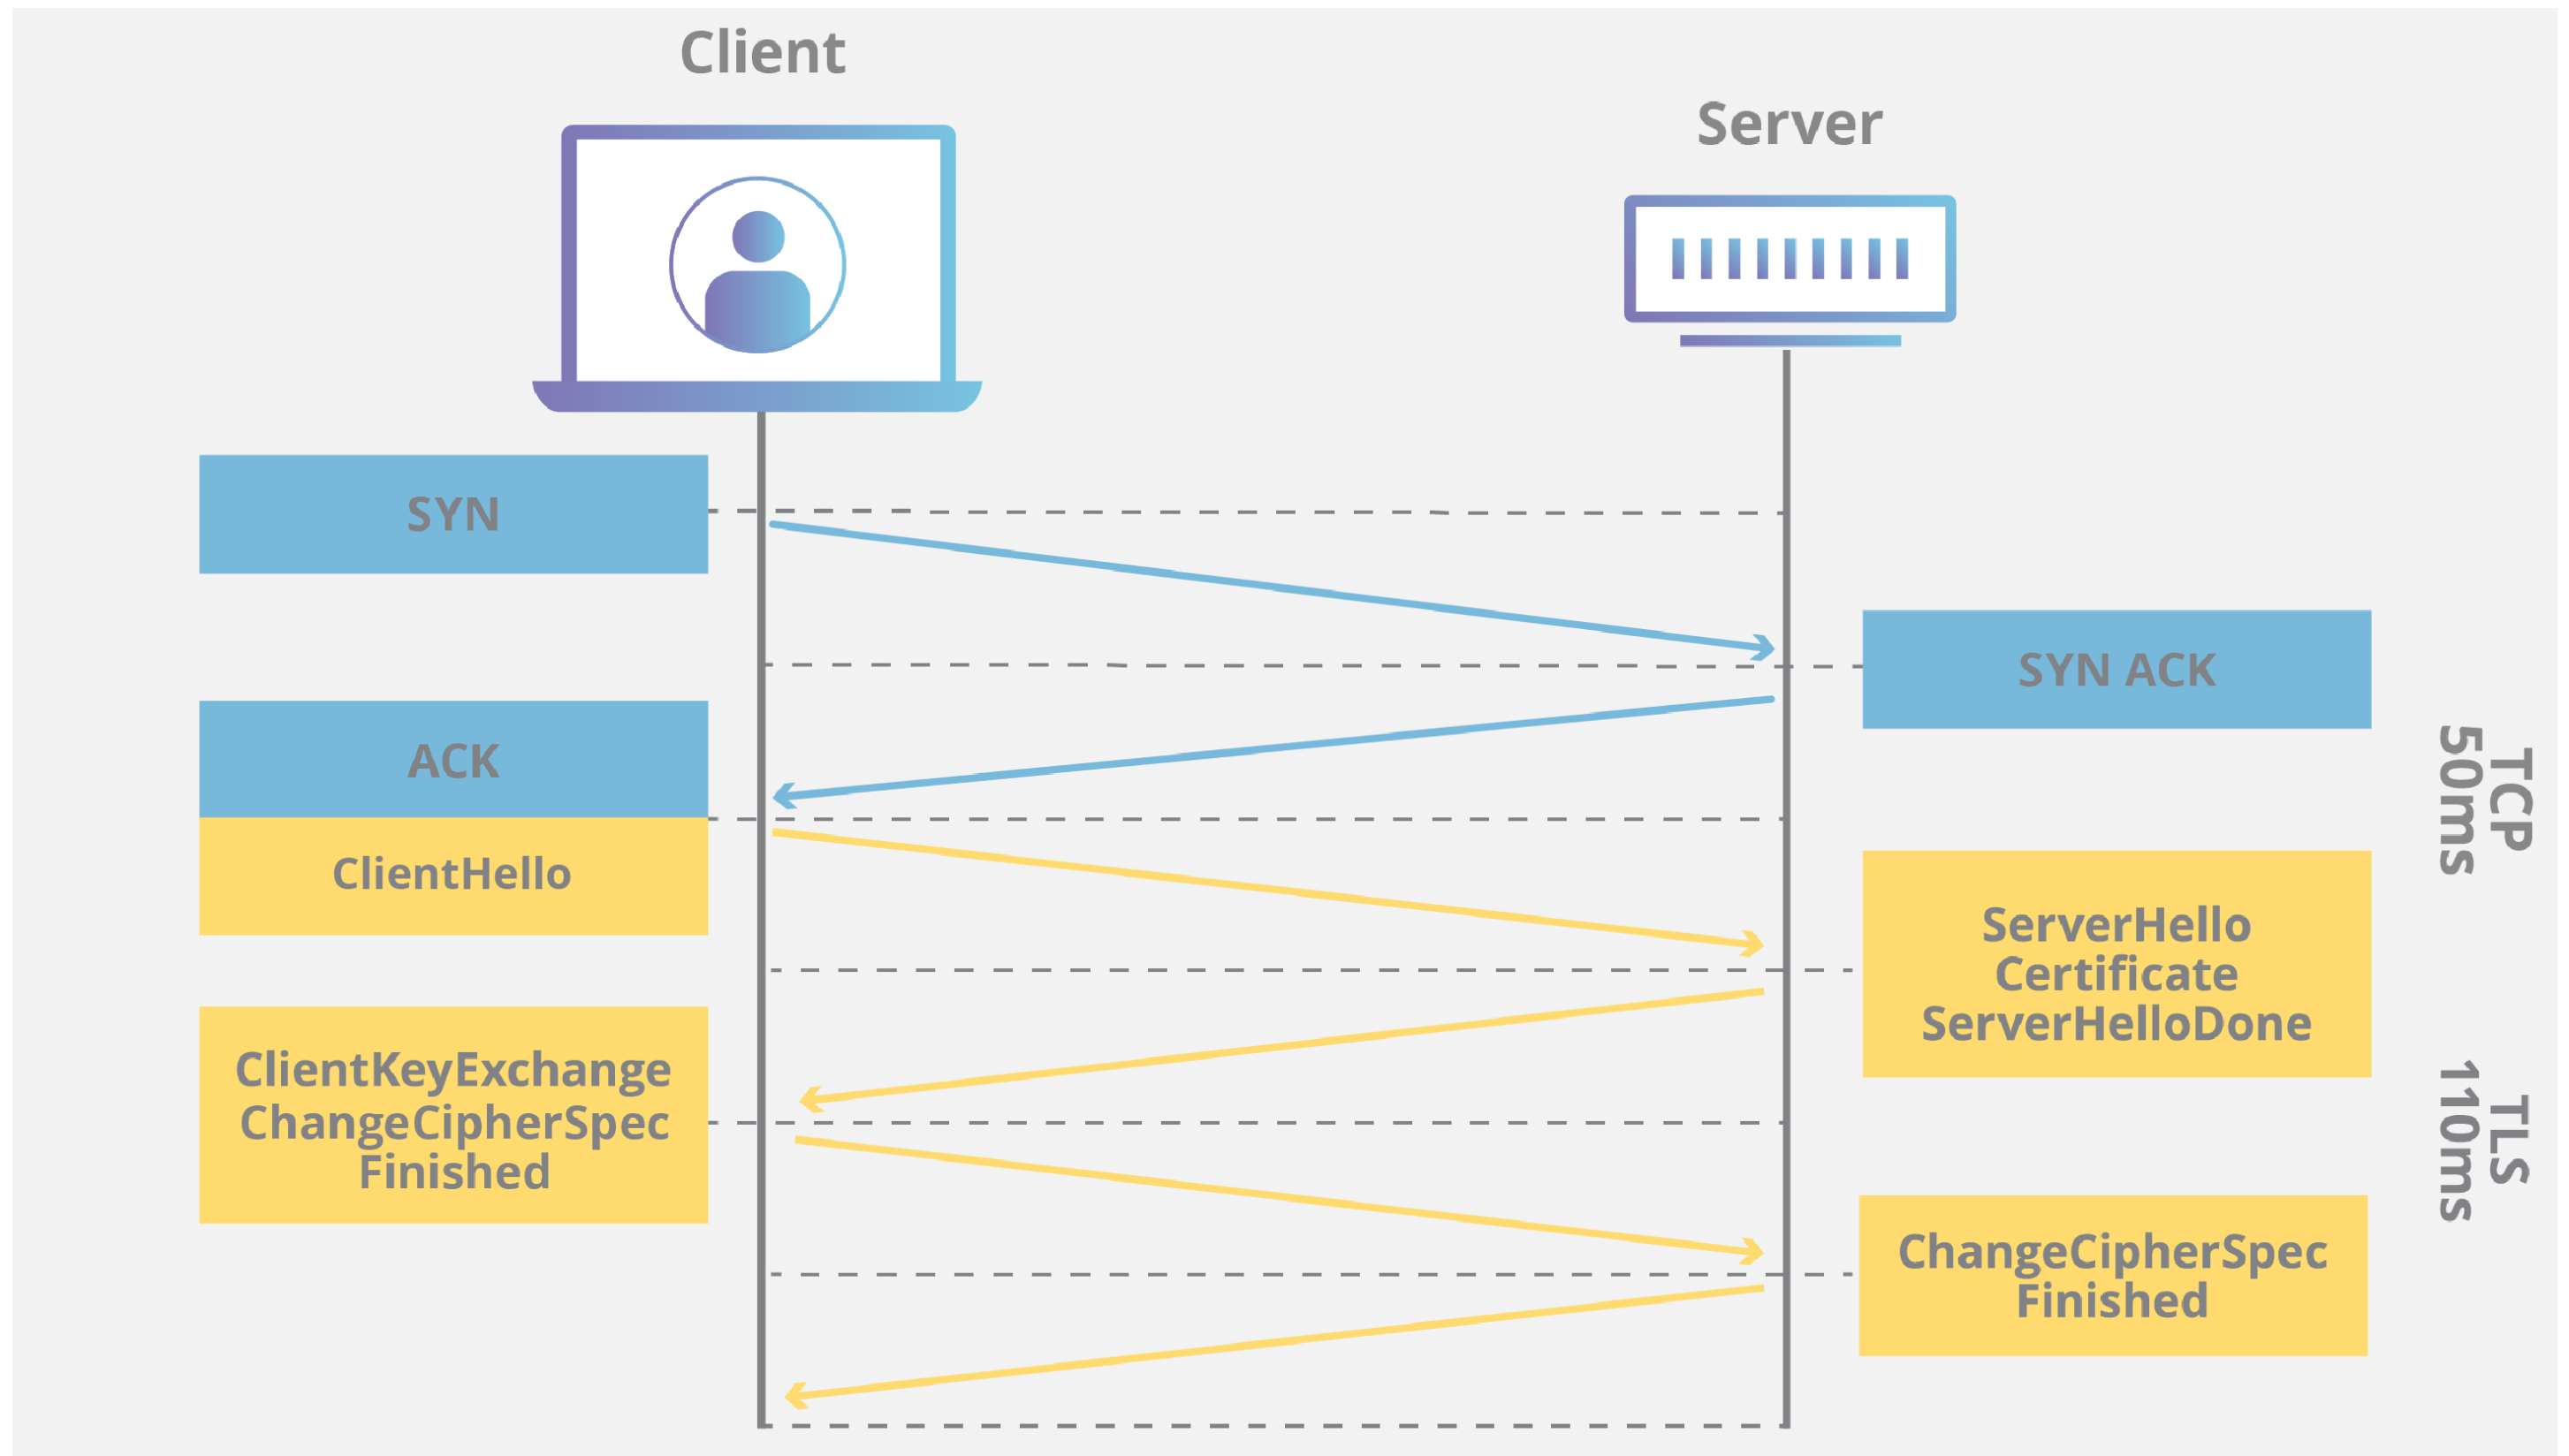 Client
Server
SYN
SYN ACK
ACK
ClientHello
ServerHello
Certificate
ServerHelloDone
ClientKeyExchange
ChangeCipherSpec
Finished
ChangeCipherSpec
Finished
TCP
50ms
TLS
110ms